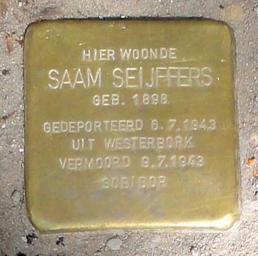 HIER WOONDE
SAAM SEIJFFERS
GEB. 1898
GEDEPORTEERD 6.7.1943
UIT WESTERBORK
VERMOORD 9.7.1943
SOBIBOR